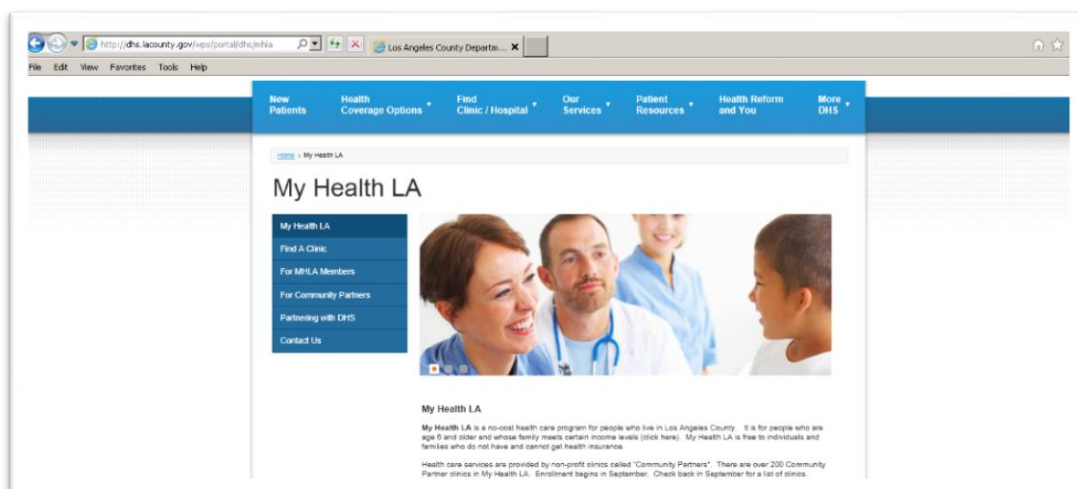 http://dhs.lacounty.gov/wps/portal/dhs/mhla
Los Angeles County Departm...
File Edit View Favorites Tools Help
New Patients
Health Coverage Options
Find Clinic / Hospital
Our Services
Patient Resources
Health Reform and You
More DHS
Home › My Health LA
My Health LA
My Health LA
Find A Clinic
For MHLA Members
For Community Partners
Partnering with DHS
Contact Us
My Health LA
My Health LA is a no-cost health care program for people who live in Los Angeles County. It is for people who are
age 6 and older and whose family meets certain income levels (click here). My Health LA is free to individuals and
families who do not have and cannot get health insurance.
Health care services are provided by non-profit clinics called "Community Partners". There are over 200 Community
Partner clinics in My Health LA. Enrollment begins in September. Check back in September for a list of clinics.